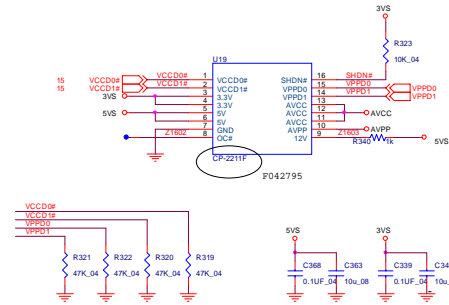 3VS
R323
10K_04
U19
15 VCCD0# 1 VCCD0# SHDN# 16 SHDN#
15 VCCD1# 2 VCCD1# VPPD0 15 VPPD0 VPPD0
3VS 3 3.3V VPPD1 14 VPPD1 VPPD1
4 3.3V AVCC 13
5VS 5 5V AVCC 12 AVCC
6 5V AVCC 11
7 GND AVPP 10 AVPP
Z1602 8 OC# 12V 9 Z1603 5VS
R340 1k
CP-2211F
F042795
VCCD0#
VCCD1#
VPPD0
VPPD1
R321 R322 R320 R319
47K_04 47K_04 47K_04 47K_04
5VS 3VS
C368 C363 C339 C34
0.1UF_04 10u_08 0.1UF_04 10u_